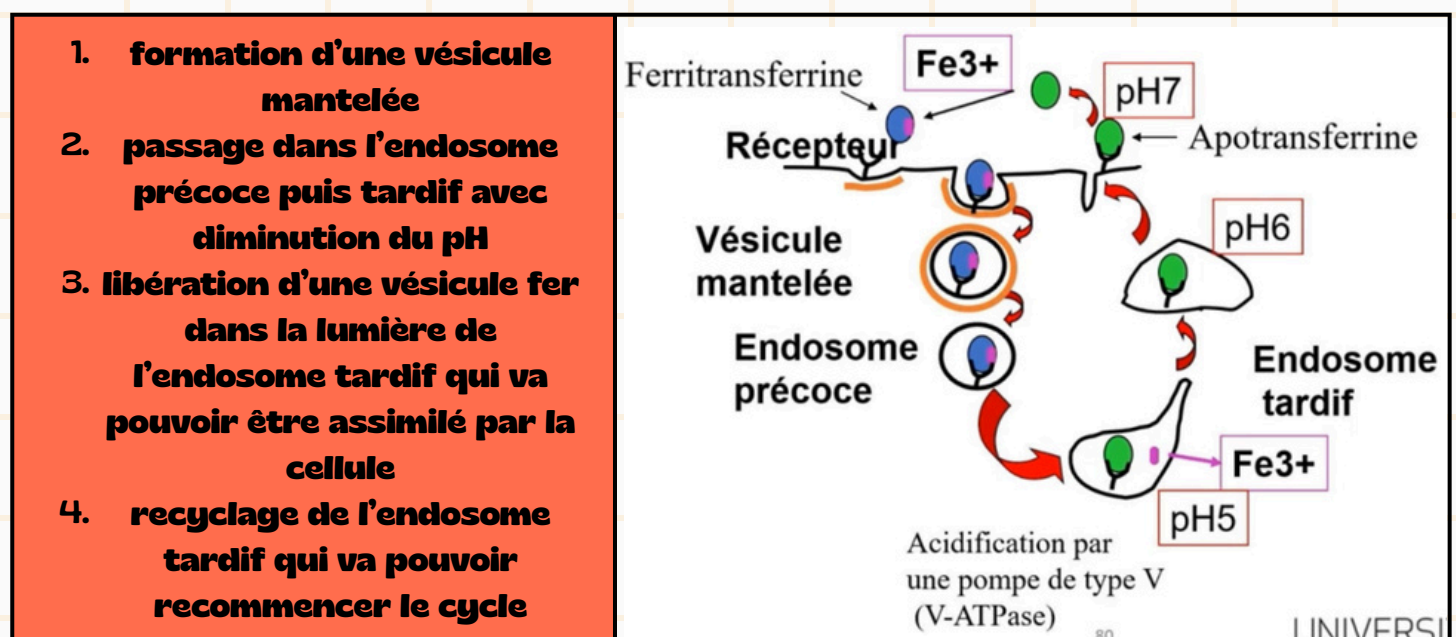 1. formation d'une vésicule
mantelée
2. passage dans l'endosome
précoce puis tardif avec
diminution du pH
3. libération d'une vésicule fer
dans la lumière de
l'endosome tardif qui va
pouvoir être assimilé par la
cellule
4. recyclage de l'endosome
tardif qui va pouvoir
recommencer le cycle
Ferritransferrine
Fe3+
pH7
Récepteur
Apotransferrine
Vésicule
mantelée
pH6
Endosome
précoce
Endosome
tardif
Fe3+
pH5
Acidification par
une pompe de type V
(V-ATPase)
80